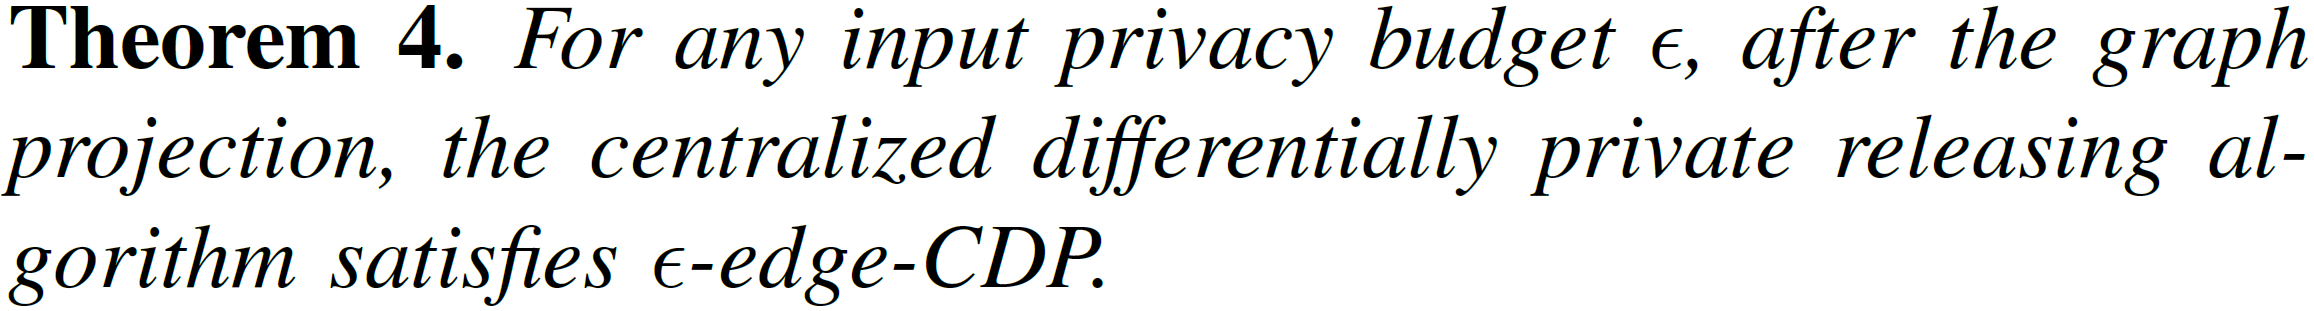 Theorem 4. For any input privacy budget ϵ, after the graph
projection, the centralized differentially private releasing al-
gorithm satisfies ϵ-edge-CDP.